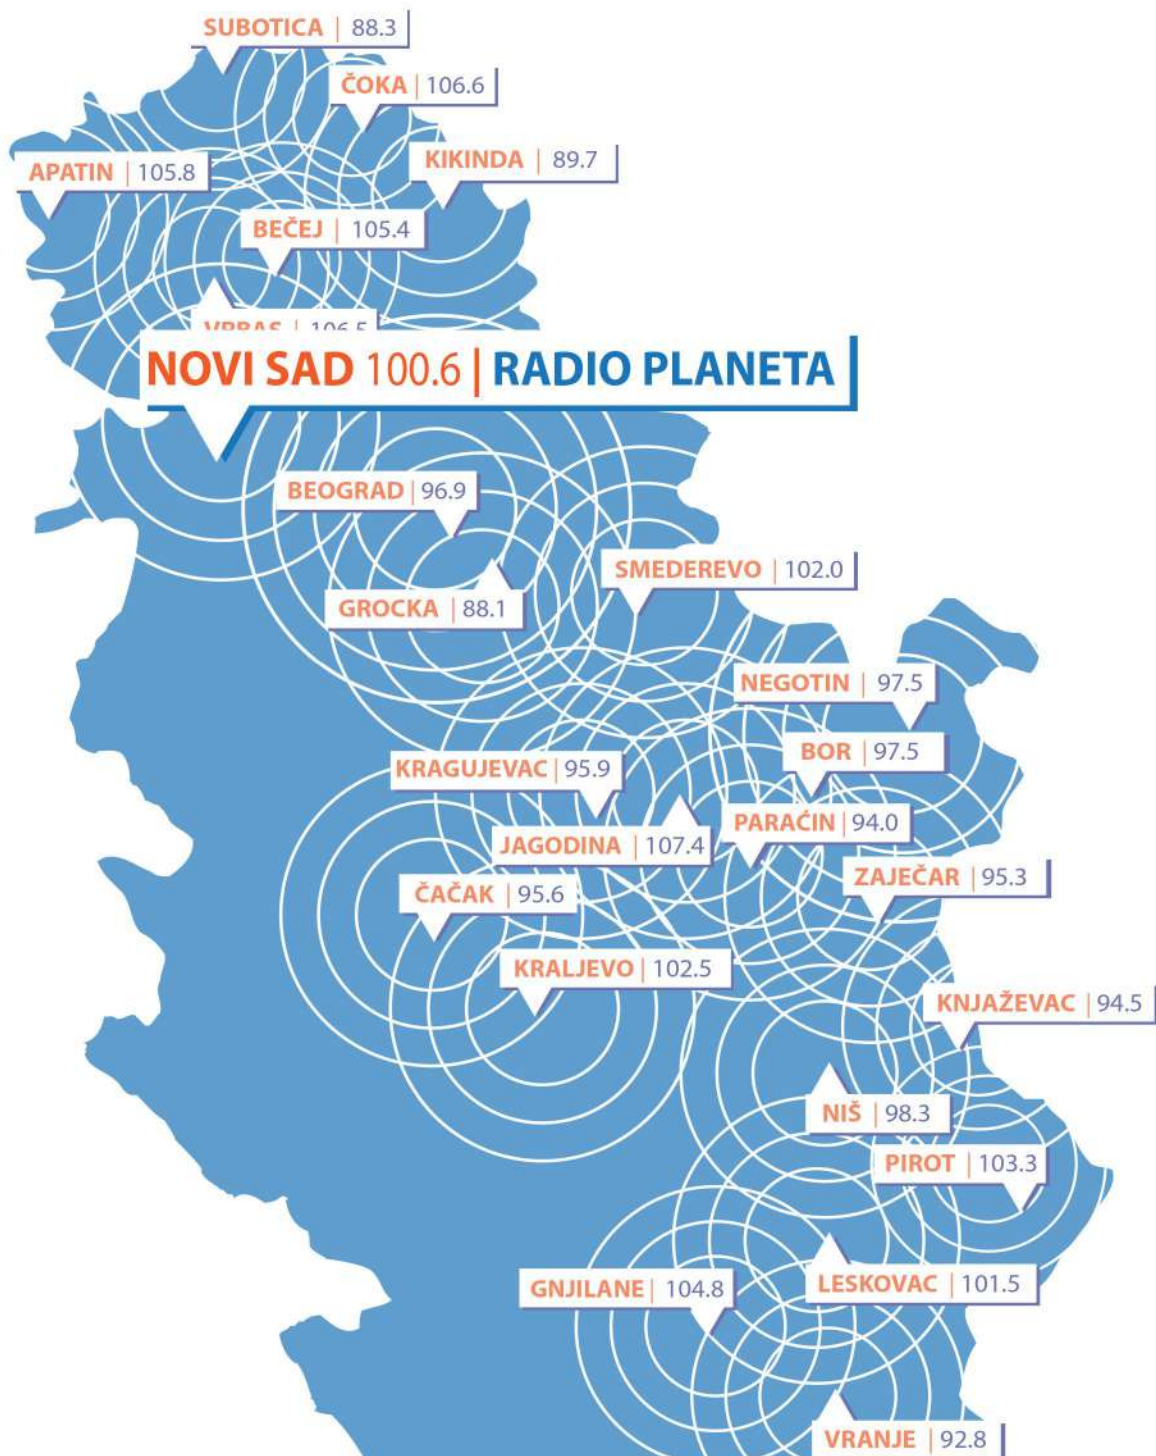 SUBOTICA | 88.3
ČOKA | 106.6
KIKINDA | 89.7
APATIN | 105.8
BEČEJ | 105.4
VRBAS | 106.5
NOVI SAD 100.6 | RADIO PLANETA
BEOGRAD | 96.9
SMEDEREVO | 102.0
GROCKA | 88.1
NEGOTIN | 97.5
BOR | 97.5
KRAGUJEVAC | 95.9
PARAĆIN | 94.0
JAGODINA | 107.4
ZAJEČAR | 95.3
ČAČAK | 95.6
KRALJEVO | 102.5
KNJAŽEVAC | 94.5
NIŠ | 98.3
PIROT | 103.3
LESKOVAC | 101.5
GNJILANE | 104.8
VRANJE | 92.8